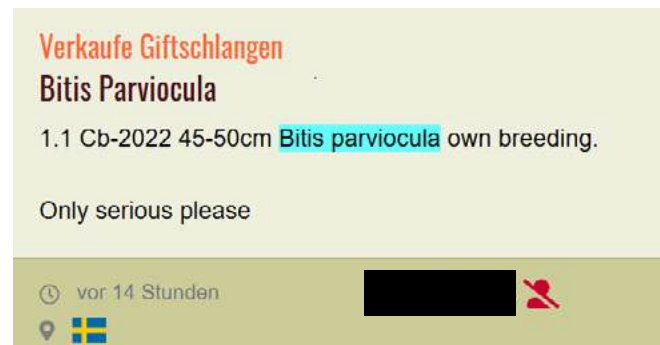 Verkaufe Giftschlangen
Bitis Parviocula
1.1 Cb-2022 45-50cm Bitis parviocula own breeding.
Only serious please
vor 14 Stunden